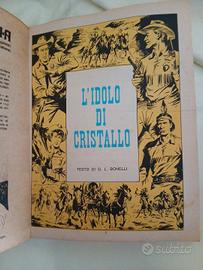 L'IDOLO
DI
CRISTALLO
TESTO DI G. L. BONELLI
subito